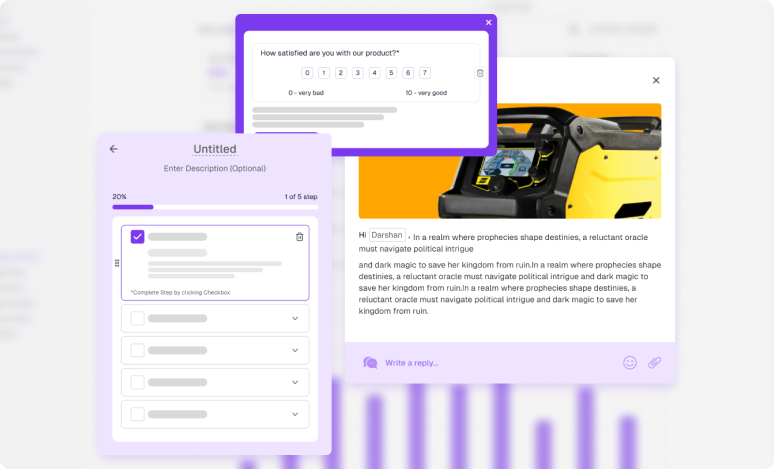 How satisfied are you with our product?*
0 1 2 3 4 5 6 7
0 - very bad 10 - very good
Untitled
Enter Description (Optional)
20% 1 of 5 step
*Complete Step by clicking Checkbox
Hi Darshan , In a realm where prophecies shape destinies, a reluctant oracle
must navigate political intrigue
and dark magic to save her kingdom from ruin.In a realm where prophecies shape
destinies, a reluctant oracle must navigate political intrigue and dark magic to
save her kingdom from ruin.In a realm where prophecies shape destinies, a
reluctant oracle must navigate political intrigue and dark magic to save her
kingdom from ruin.
Write a reply...